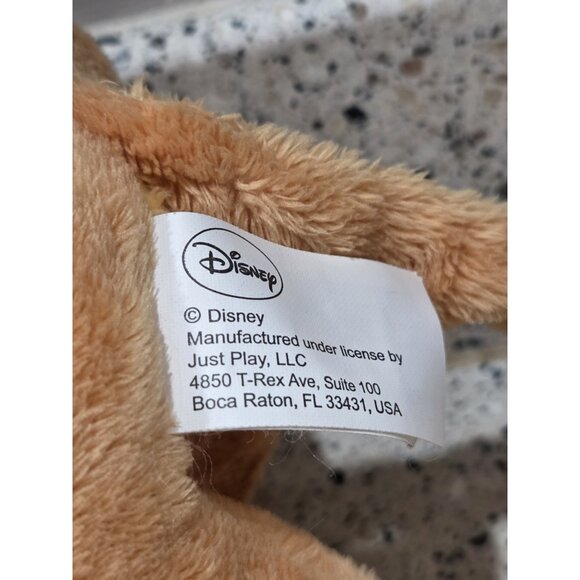 Disney
© Disney
Manufactured under license by
Just Play, LLC
4850 T-Rex Ave, Suite 100
Boca Raton, FL 33431, USA